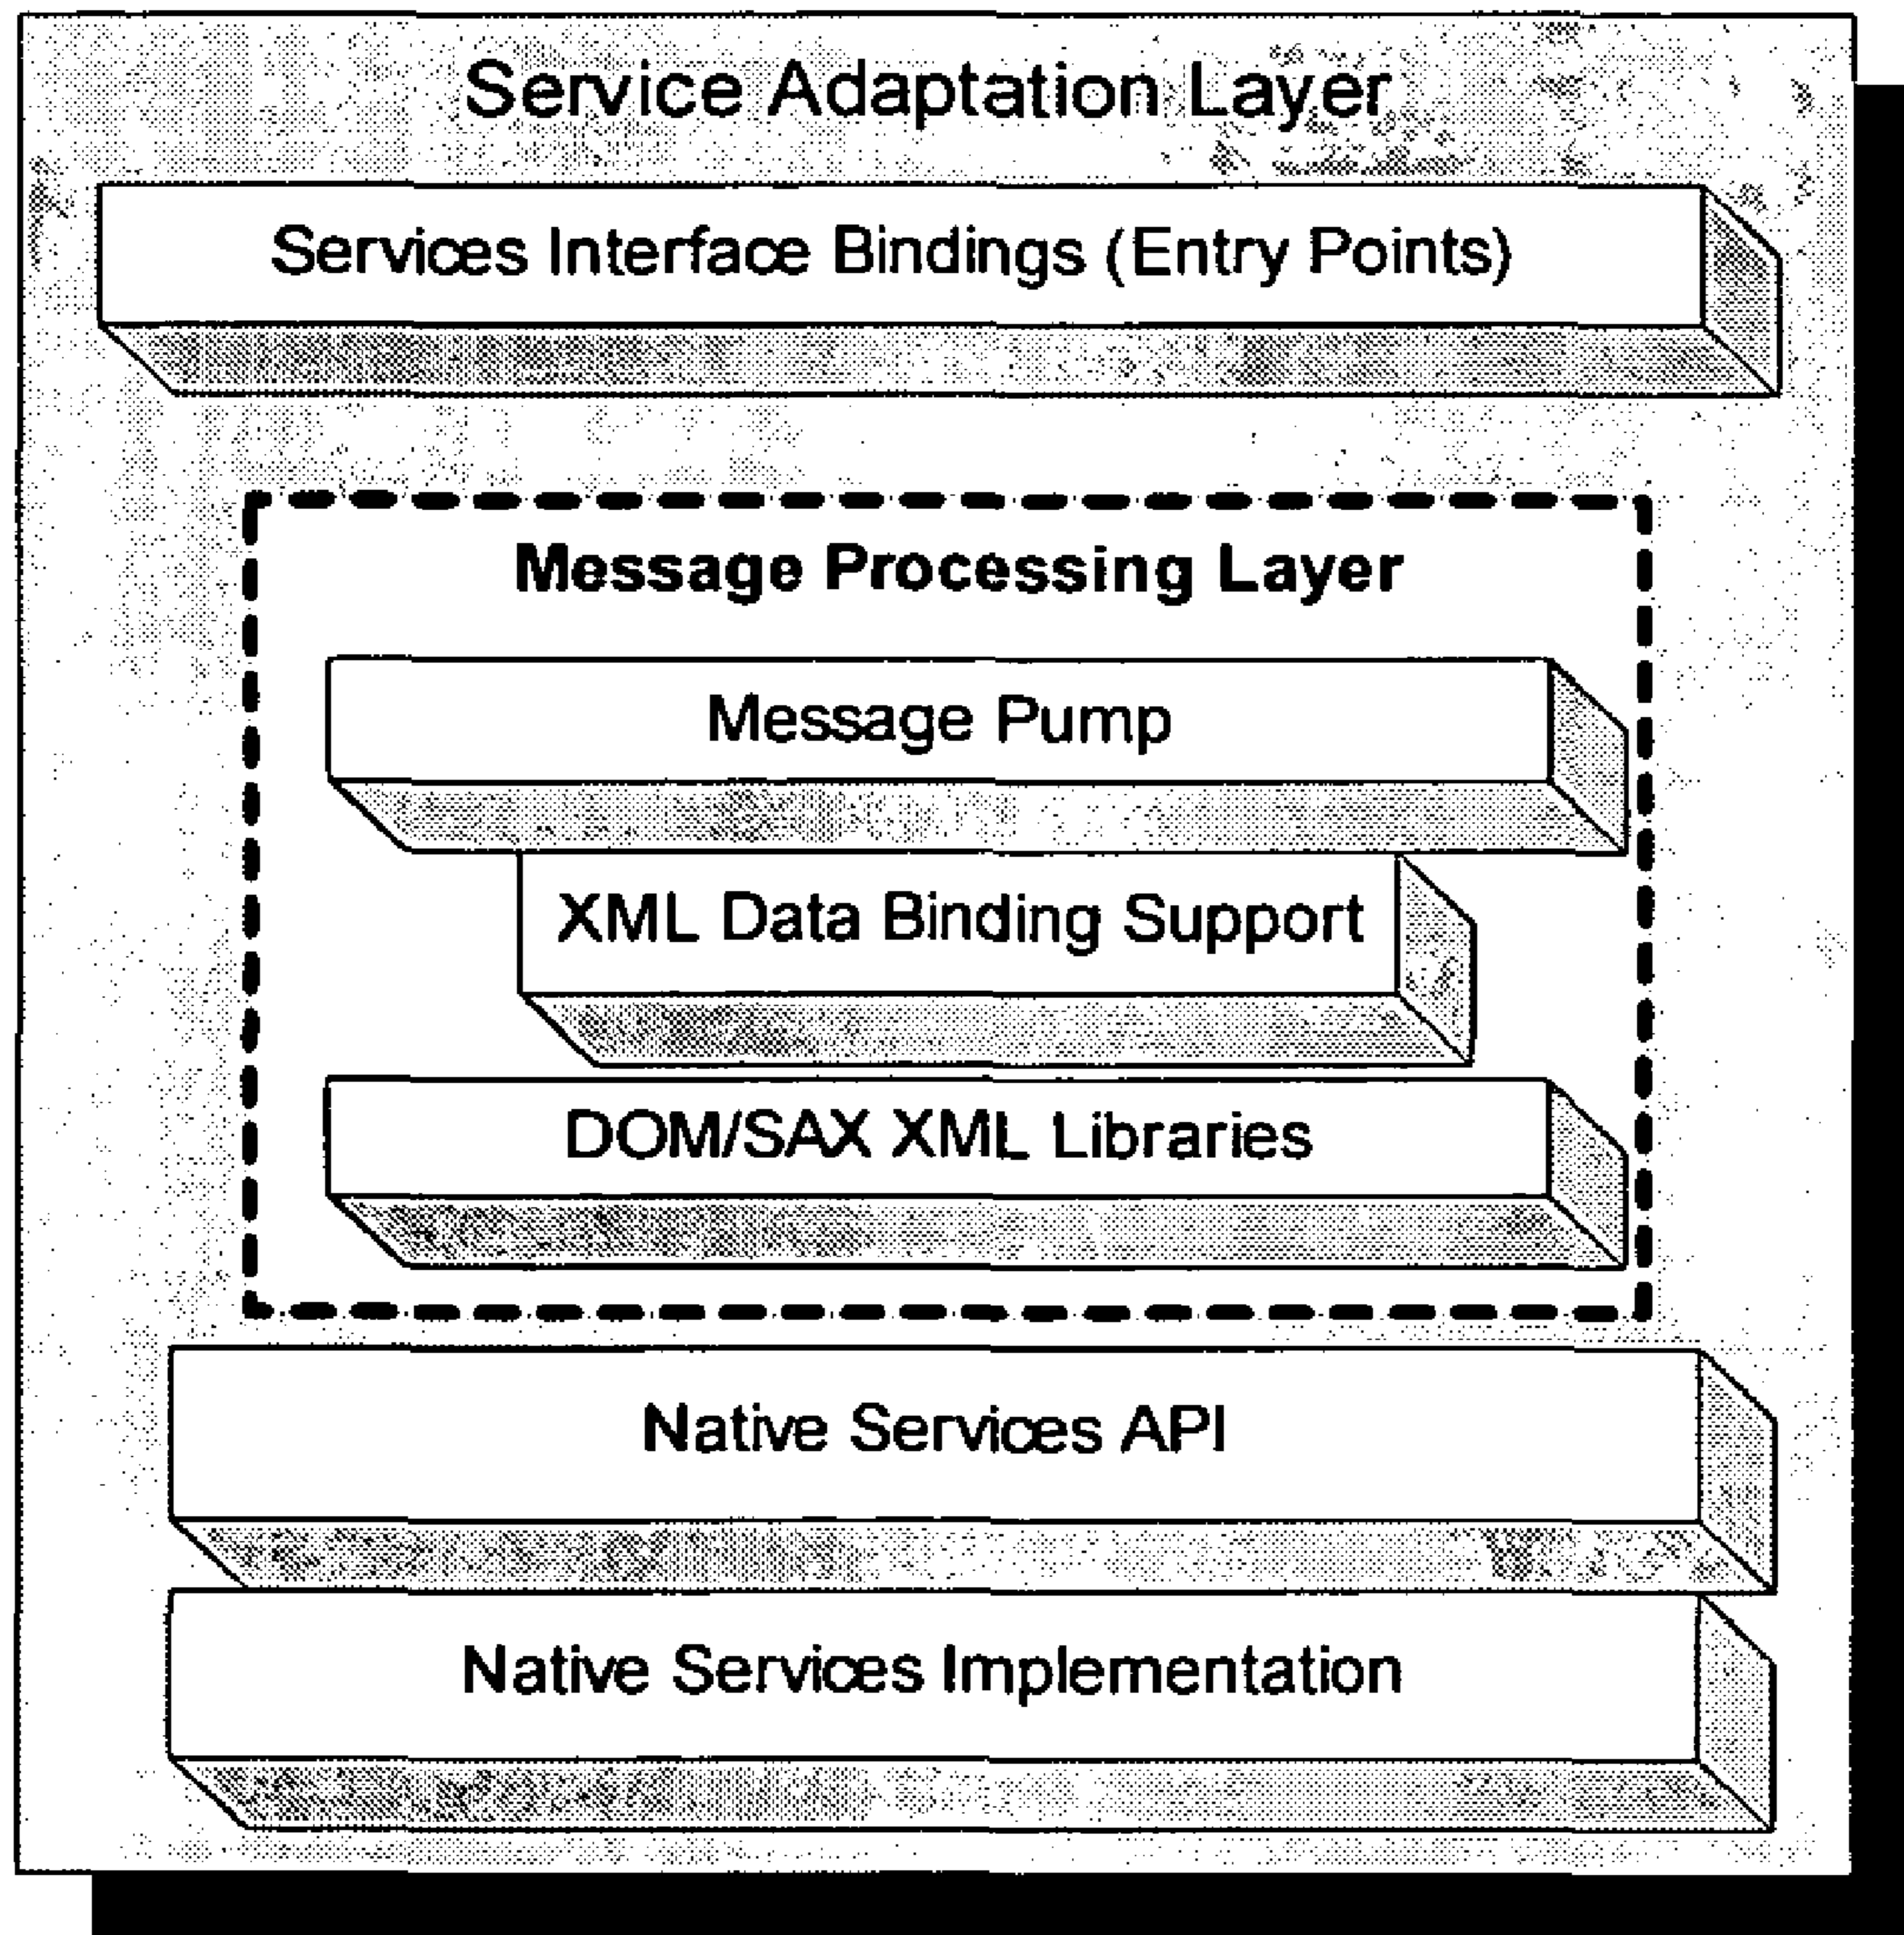 Service Adaptation Layer
Services Interface Bindings (Entry Points)
Message Processing Layer
Message Pump
XML Data Binding Support
DOM/SAX XML Libraries
Native Services API
Native Services Implementation